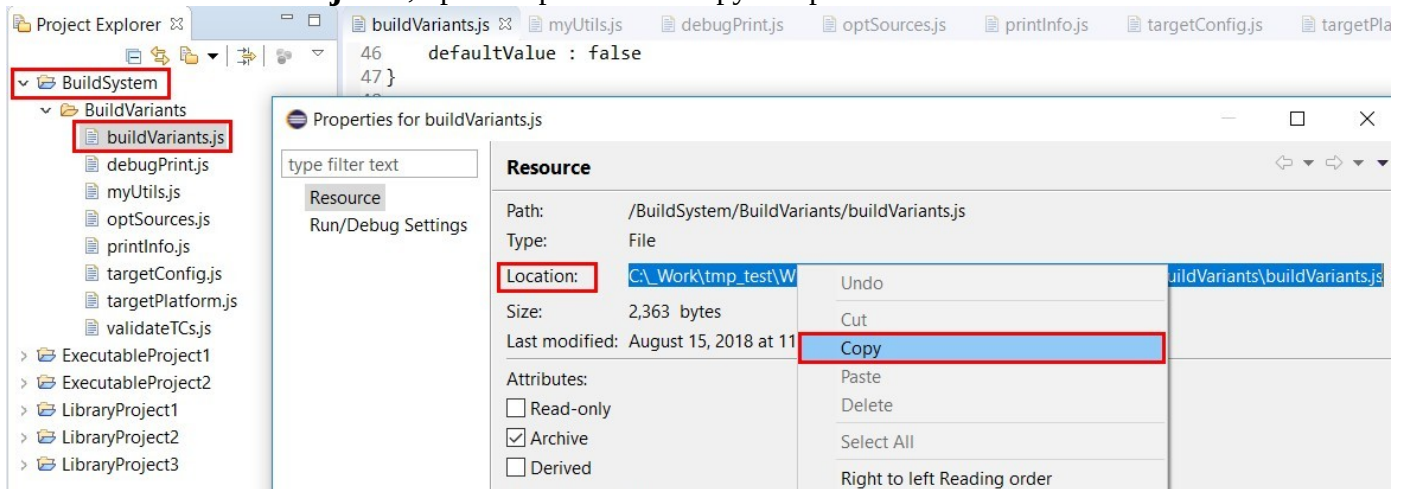 Project Explorer
buildVariants.js
myUtils.js
debugPrint.js
optSources.js
printInfo.js
targetConfig.js
targetPla
46 defaultValue : false
47 }
BuildSystem
BuildVariants
buildVariants.js
debugPrint.js
myUtils.js
optSources.js
printInfo.js
targetConfig.js
targetPlatform.js
validateTCs.js
ExecutableProject1
ExecutableProject2
LibraryProject1
LibraryProject2
LibraryProject3
Properties for buildVariants.js
type filter text
Resource
Run/Debug Settings
Resource
Path: /BuildSystem/BuildVariants/buildVariants.js
Type: File
Location: C:\_Work\tmp_test\W uildVariants\buildVariants.js
Size: 2,363 bytes
Last modified: August 15, 2018 at 11
Attributes:
Read-only
Archive
Derived
Undo
Cut
Copy
Paste
Delete
Select All
Right to left Reading order